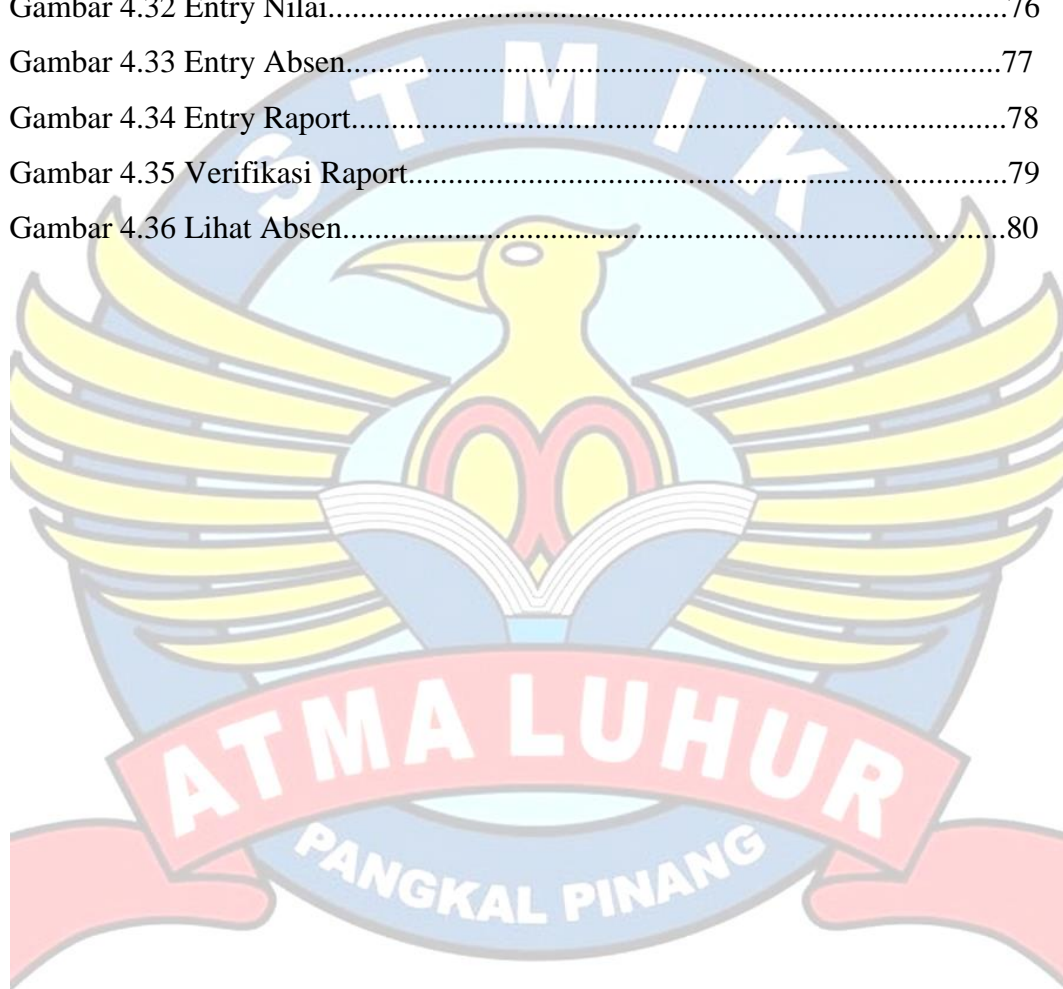 Gambar 4.32 Entry Nilai......................................................................................76
Gambar 4.33 Entry Absen...................................................................................77
Gambar 4.34 Entry Raport...................................................................................78
Gambar 4.35 Verifikasi Raport............................................................................79
Gambar 4.36 Lihat Absen....................................................................................80
STMIK
ATMA LUHUR
PANGKAL PINANG